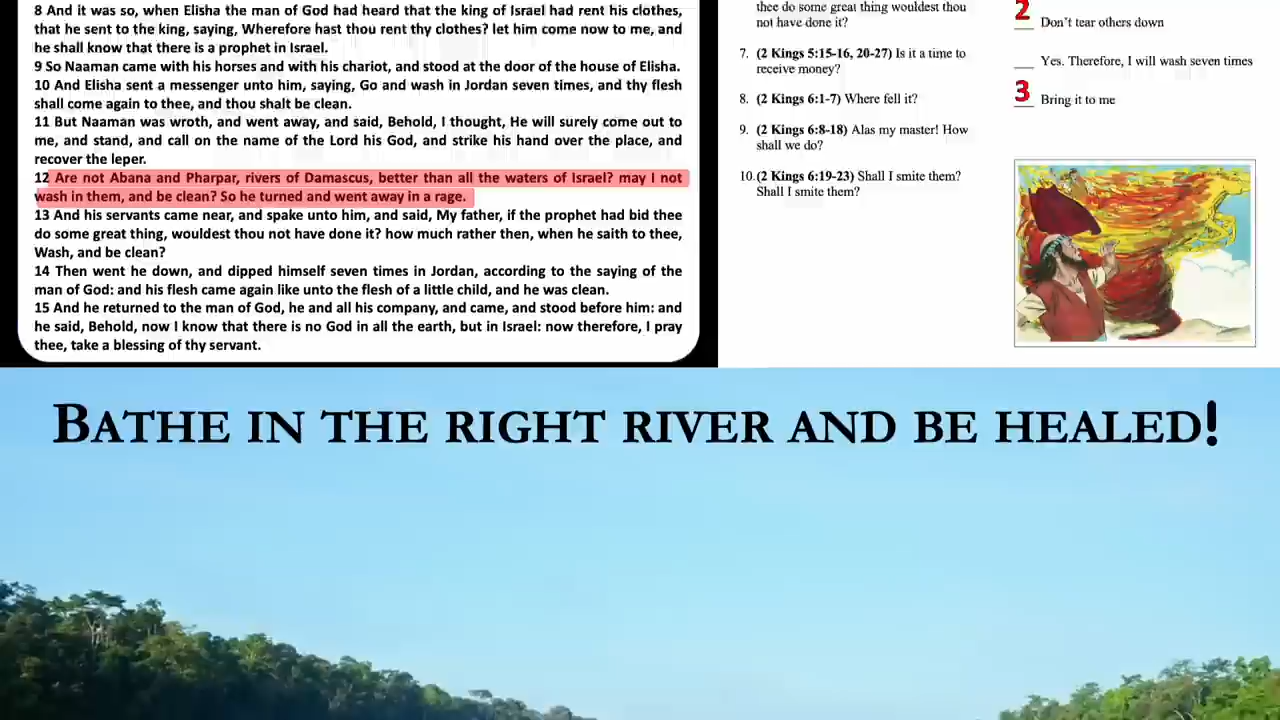 8 And it was so, when Elisha the man of God had heard that the king of Israel had rent his clothes,
that he sent to the king, saying, Wherefore hast thou rent thy clothes? let him come now to me, and
he shall know that there is a prophet in Israel.
9 So Naaman came with his horses and with his chariot, and stood at the door of the house of Elisha.
10 And Elisha sent a messenger unto him, saying, Go and wash in Jordan seven times, and thy flesh
shall come again to thee, and thou shalt be clean.
11 But Naaman was wroth, and went away, and said, Behold, I thought, He will surely come out to
me, and stand, and call on the name of the Lord his God, and strike his hand over the place, and
recover the leper.
12 Are not Abana and Pharpar, rivers of Damascus, better than all the waters of Israel? may I not
wash in them, and be clean? So he turned and went away in a rage.
13 And his servants came near, and spake unto him, and said, My father, if the prophet had bid thee
do some great thing, wouldest thou not have done it? how much rather then, when he saith to thee,
Wash, and be clean?
14 Then went he down, and dipped himself seven times in Jordan, according to the saying of the
man of God: and his flesh came again like unto the flesh of a little child, and he was clean.
15 And he returned to the man of God, he and all his company, and came, and stood before him: and
he said, Behold, now I know that there is no God in all the earth, but in Israel: now therefore, I pray
thee, take a blessing of thy servant.
thee do some great thing wouldest thou
not have done it?
7. (2 Kings 5:15-16, 20-27) Is it a time to
receive money?
8. (2 Kings 6:1-7) Where fell it?
9. (2 Kings 6:8-18) Alas my master! How
shall we do?
10.(2 Kings 6:19-23) Shall I smite them?
Shall I smite them?
2 Don't tear others down
__ Yes. Therefore, I will wash seven times
3 Bring it to me
BATHE IN THE RIGHT RIVER AND BE HEALED!